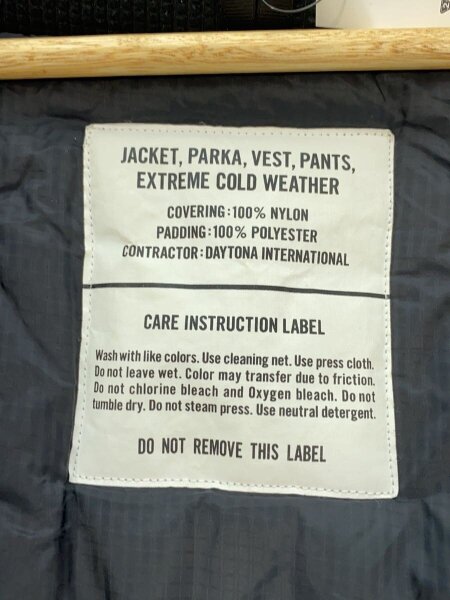 JACKET, PARKA, VEST, PANTS,
EXTREME COLD WEATHER
COVERING:100% NYLON
PADDING:100% POLYESTER
CONTRACTOR:DAYTONA INTERNATIONAL
CARE INSTRUCTION LABEL
Wash with like colors. Use cleaning net. Use press cloth.
Do not leave wet. Color may transfer due to friction.
Do not chlorine bleach and Oxygen bleach. Do not
tumble dry. Do not steam press. Use neutral detergent.
DO NOT REMOVE THIS LABEL